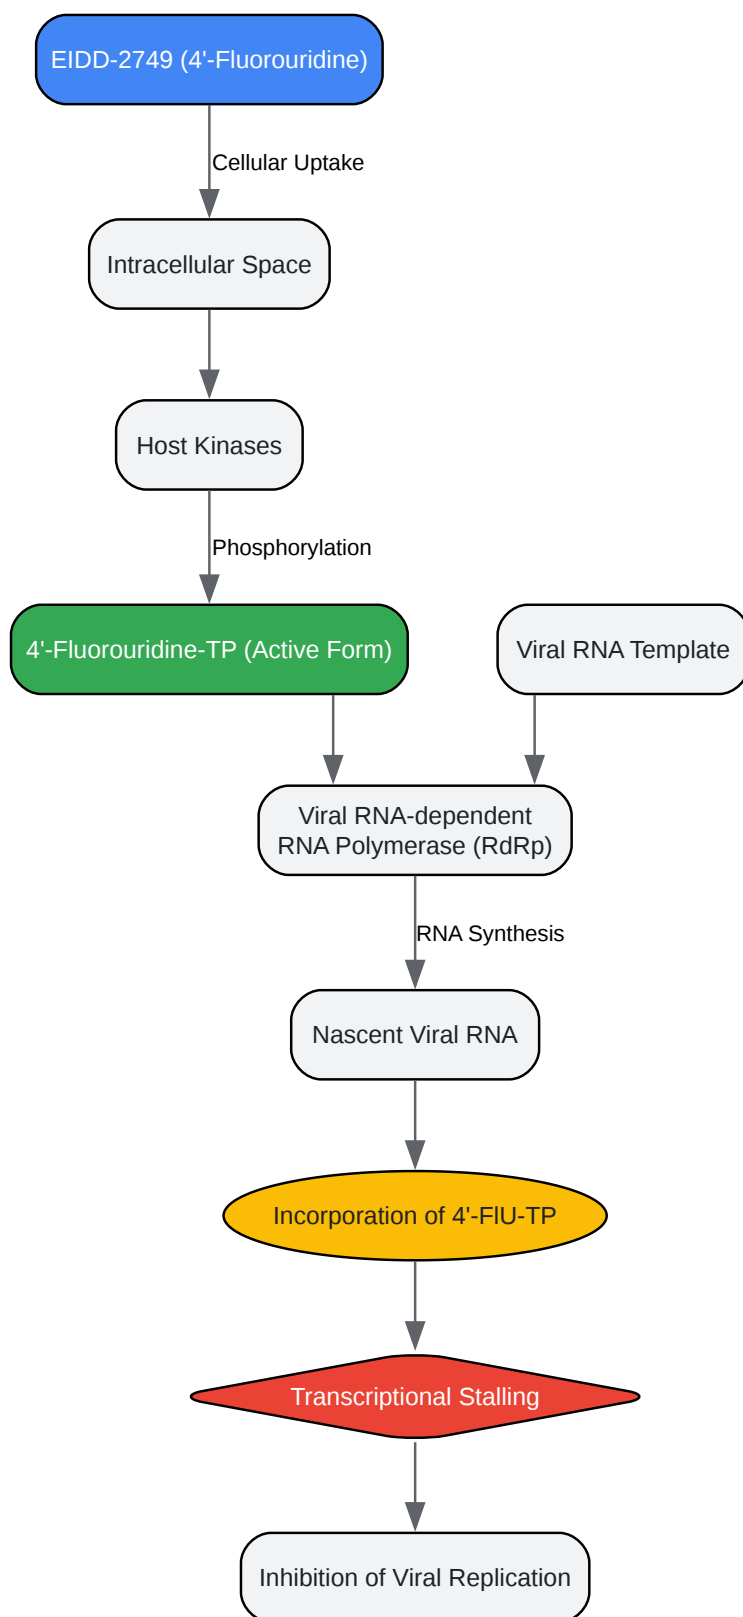 EIDD-2749 (4'-Fluorouridine)
Cellular Uptake
Intracellular Space
Host Kinases
Phosphorylation
4'-Fluorouridine-TP (Active Form)
Viral RNA Template
Viral RNA-dependent
RNA Polymerase (RdRp)
RNA Synthesis
Nascent Viral RNA
Incorporation of 4'-FlU-TP
Transcriptional Stalling
Inhibition of Viral Replication